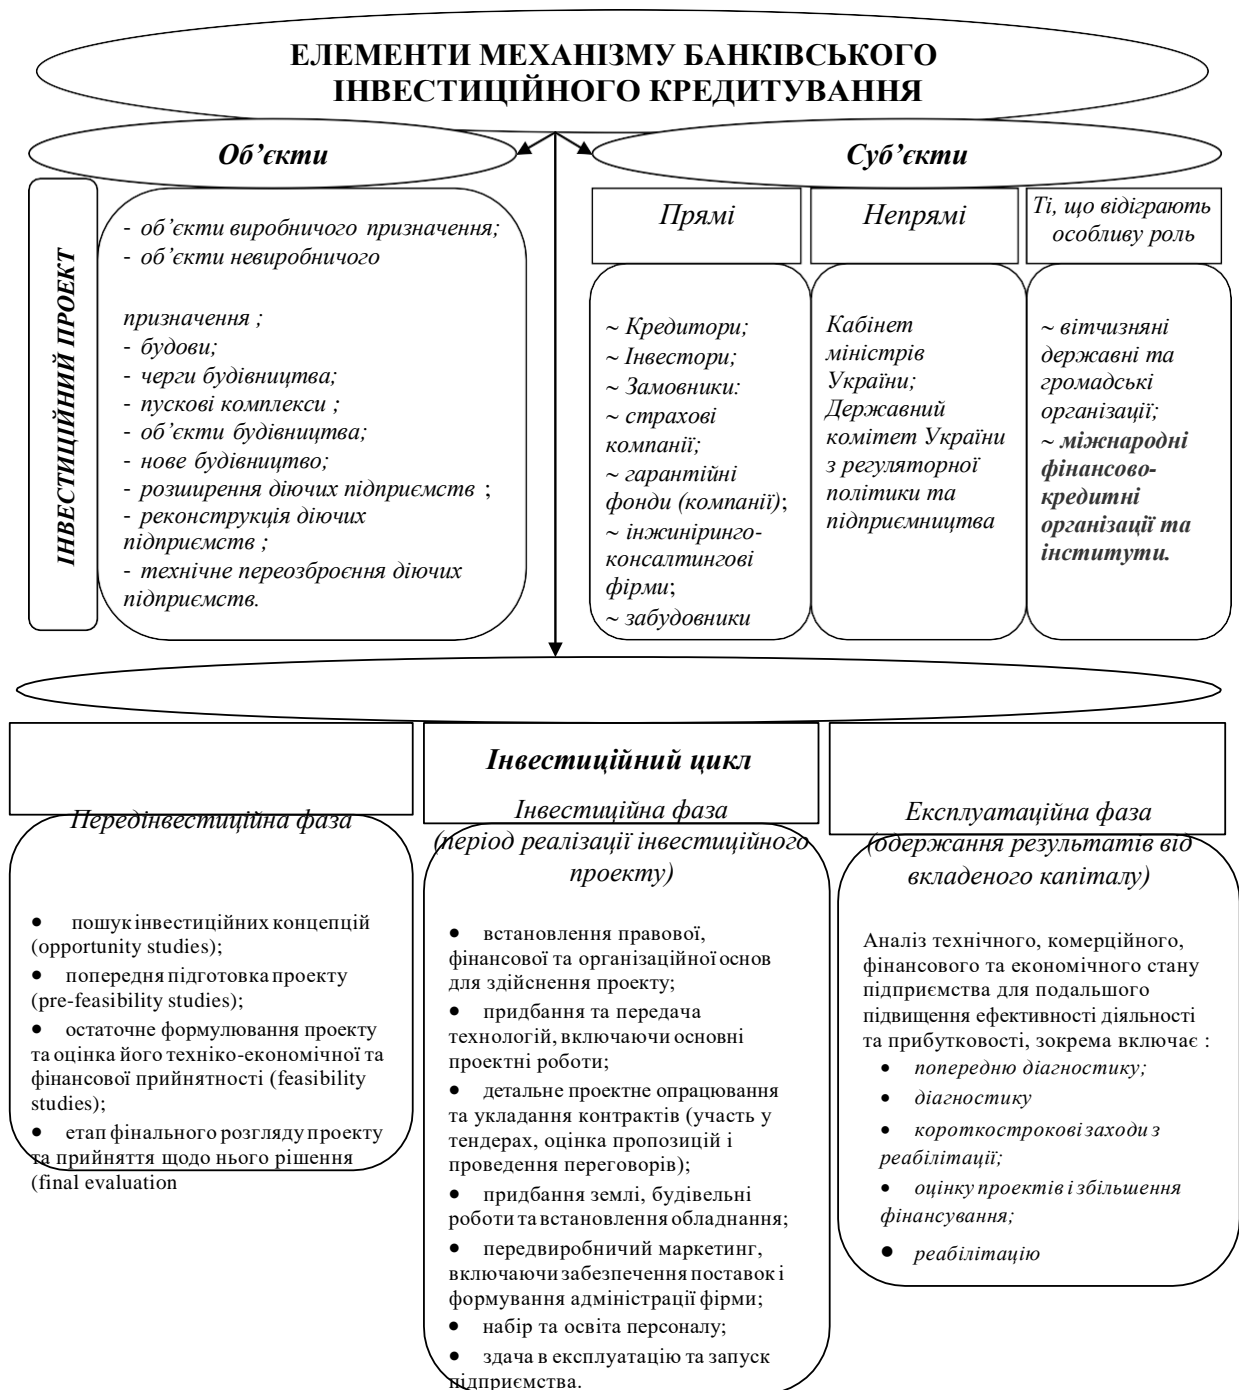 ЕЛЕМЕНТИ МЕХАНІЗМУ БАНКІВСЬКОГО
ІНВЕСТИЦІЙНОГО КРЕДИТУВАННЯ
Об’єкти
ІНВЕСТИЦІЙНИЙ ПРОЕКТ
- об’єкти виробничого призначення;
- об’єкти невиробничого
призначення ;
- будови;
- черги будівництва;
- пускові комплекси ;
- об’єкти будівництва;
- нове будівництво;
- розширення діючих підприємств ;
- реконструкція діючих
підприємств ;
- технічне переозброєння діючих
підприємств.
Суб’єкти
Прямі
~ Кредитори;
~ Інвестори;
~ Замовники:
~ страхові
компанії;
~ гарантійні
фонди (компанії);
~ інжиніринго-
консалтингові
фірми;
~ забудовники
Непрямі
Кабінет
міністрів
України;
Державний
комітет України
з регуляторної
політики та
підприємництва
Ті, що відіграють
особливу роль
~ вітчизняні
державні та
громадські
організації;
~ міжнародні
фінансово-
кредитні
організації та
інститути.
Інвестиційний цикл
Передінвестиційна фаза
• пошук інвестиційних концепцій
(opportunity studies);
• попередня підготовка проекту
(pre-feasibility studies);
• остаточне формулювання проекту
та оцінка його техніко-економічної та
фінансової прийнятності (feasibility
studies);
• етап фінального розгляду проекту
та прийняття щодо нього рішення
(final evaluation
Інвестиційна фаза
(період реалізації інвестиційного
проекту)
• встановлення правової,
фінансової та організаційної основ
для здійснення проекту;
• придбання та передача
технологій, включаючи основні
проектні роботи;
• детальне проектне опрацювання
та укладання контрактів (участь у
тендерах, оцінка пропозицій і
проведення переговорів);
• придбання землі, будівельні
роботи та встановлення обладнання;
• передвиробничий маркетинг,
включаючи забезпечення поставок і
формування адміністрації фірми;
• набір та освіта персоналу;
• здача в експлуатацію та запуск
підприємства.
Експлуатаційна фаза
(одержання результатів від
вкладеного капіталу)
Аналіз технічного, комерційного,
фінансового та економічного стану
підприємства для подальшого
підвищення ефективності діяльності
та прибутковості, зокрема включає :
• попередню діагностику;
• діагностику
• короткострокові заходи з
реабілітації;
• оцінку проектів і збільшення
фінансування;
• реабілітацію